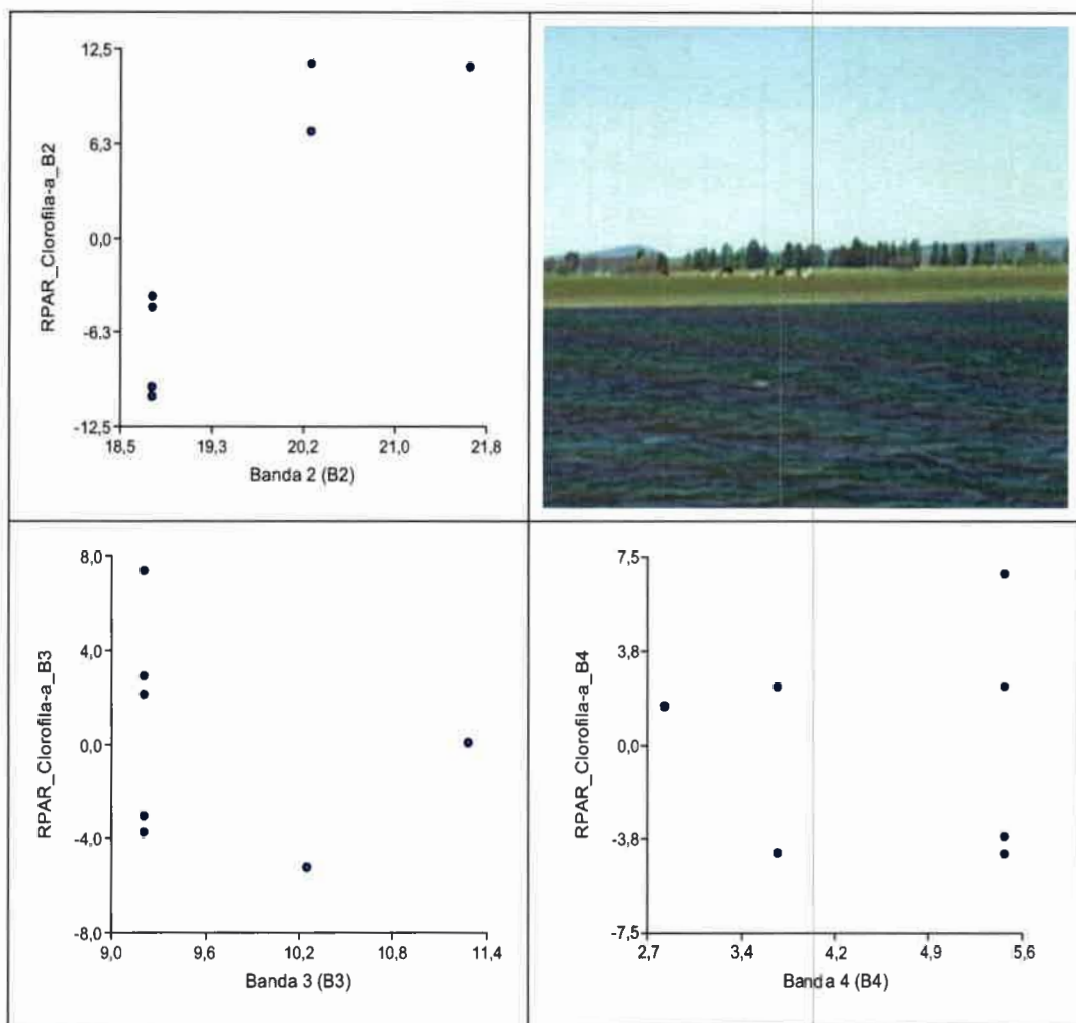 12,5
6,3
0,0
-6,3
-12,5
RPAR_Clorofila-a_B2
18,5 19,3 20,2 21,0 21,8
Banda 2 (B2)
8,0
4,0
0,0
-4,0
-8,0
RPAR_Clorofila-a_B3
9,0 9,6 10,2 10,8 11,4
Banda 3 (B3)
7,5
3,8
0,0
-3,8
-7,5
RPAR_Clorofila-a_B4
2,7 3,4 4,2 4,9 5,6
Banda 4 (B4)